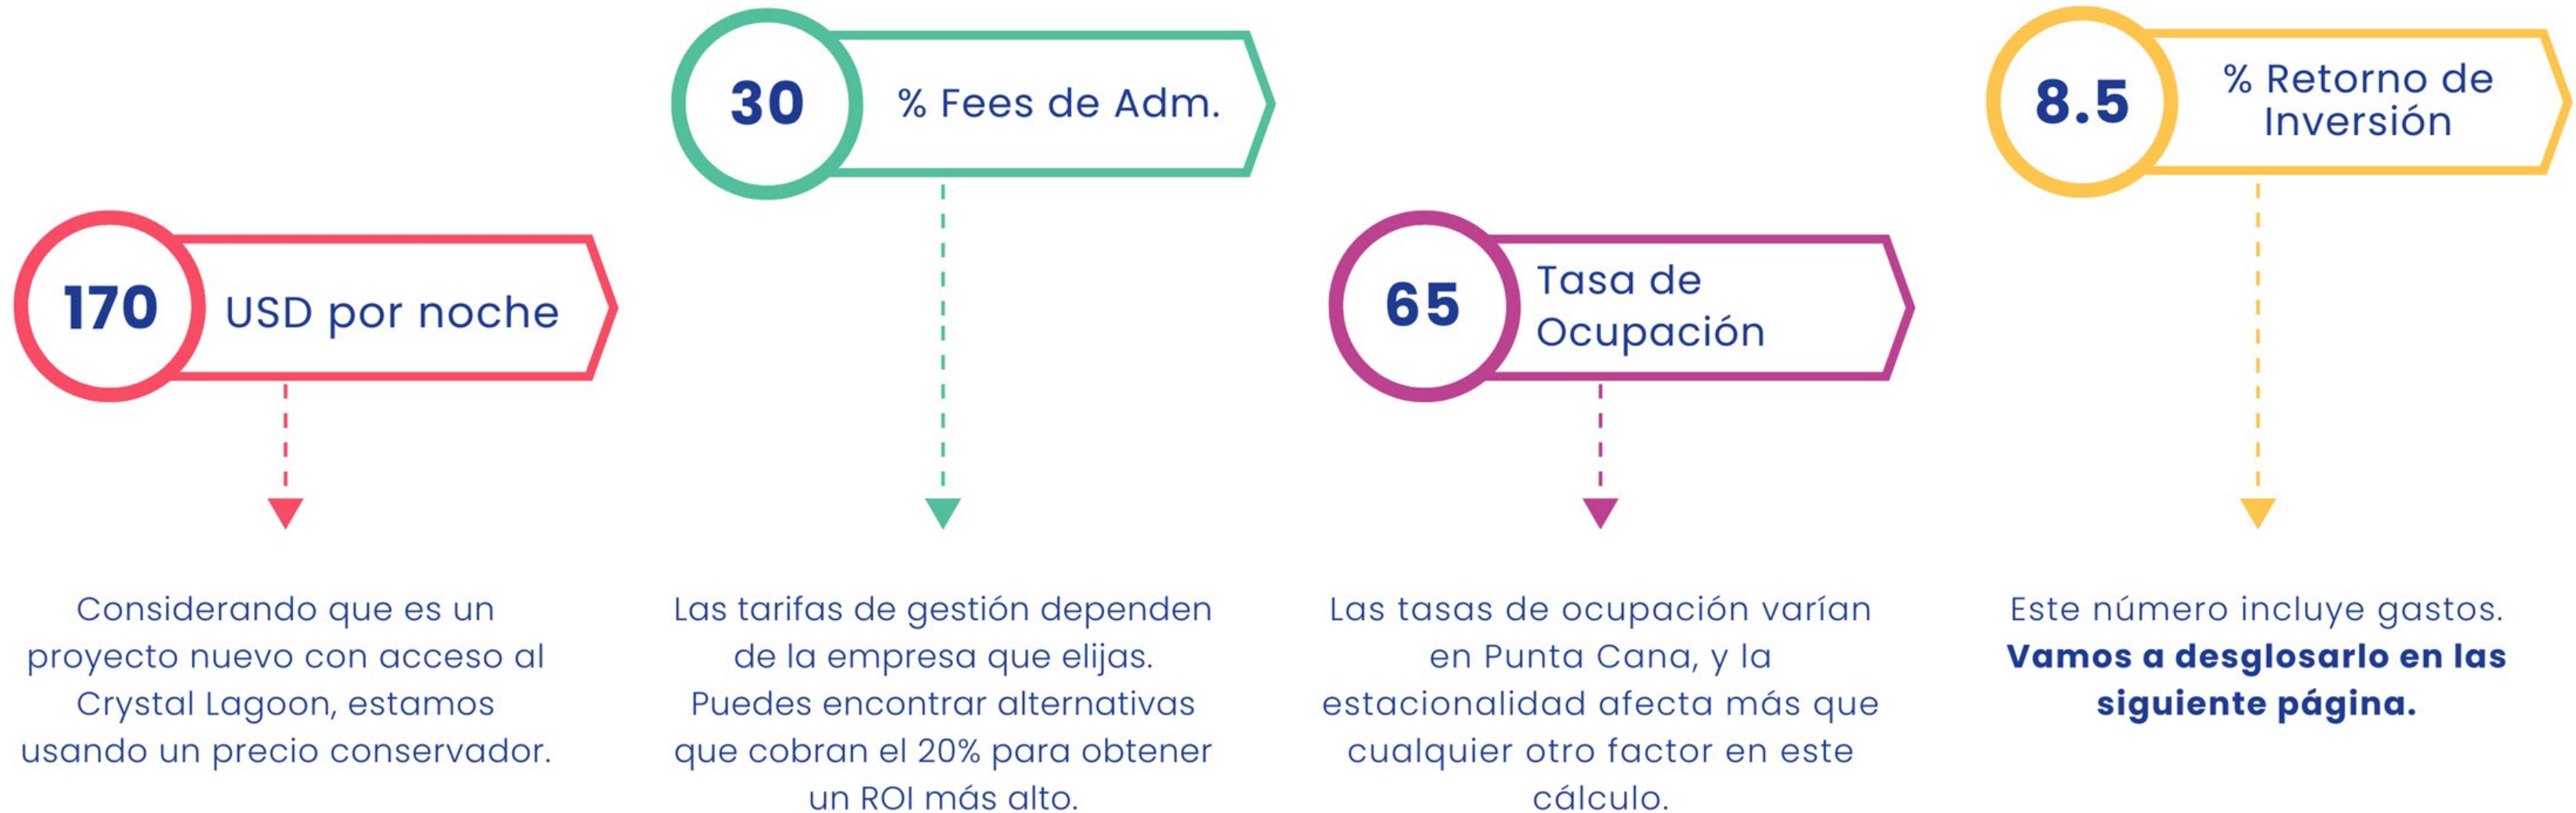 170
USD por noche
Considerando que es un
proyecto nuevo con acceso al
Crystal Lagoon, estamos
usando un precio conservador.
30
% Fees de Adm.
Las tarifas de gestión dependen
de la empresa que elijas.
Puedes encontrar alternativas
que cobran el 20% para obtener
un ROI más alto.
65
Tasa de
Ocupación
Las tasas de ocupación varían
en Punta Cana, y la
estacionalidad afecta más que
cualquier otro factor en este
cálculo.
8.5
% Retorno de
Inversión
Este número incluye gastos.
Vamos a desglosarlo en las
siguiente página.